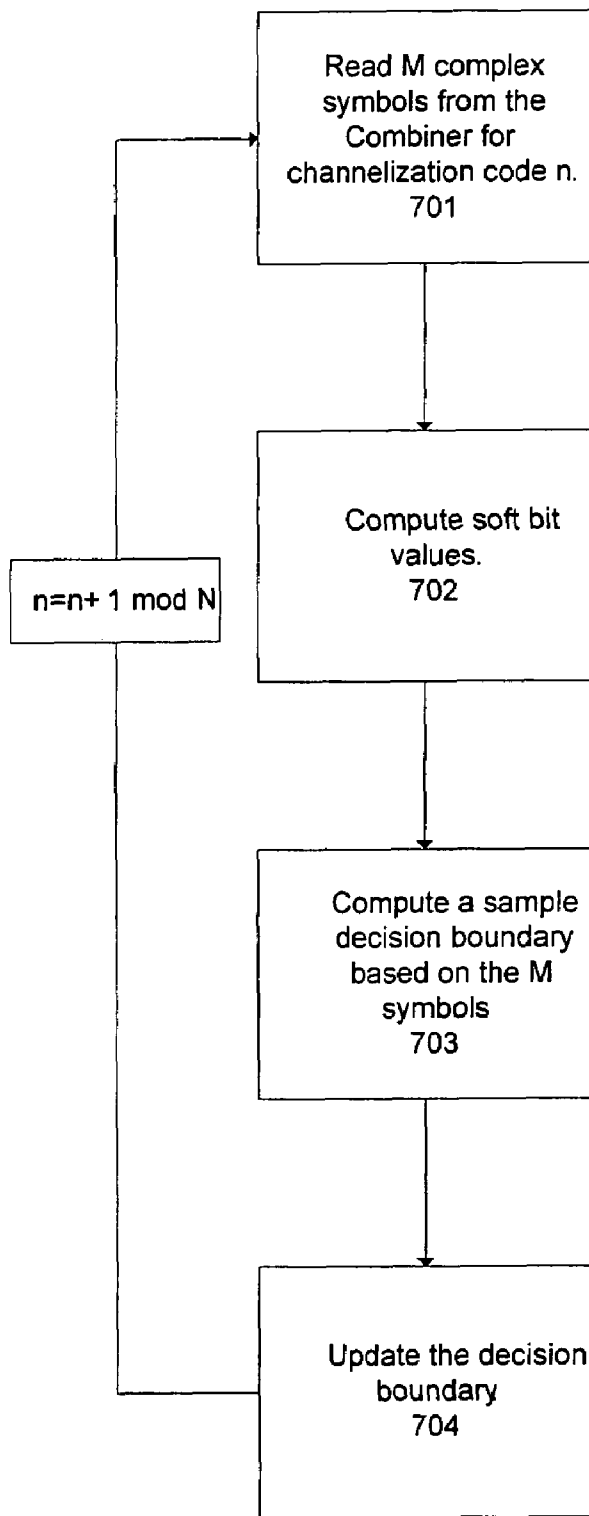 Read M complex
symbols from the
Combiner for
channelization code n.
701
Compute soft bit
values.
702
n=n+ 1 mod N
Compute a sample
decision boundary
based on the M
symbols
703
Update the decision
boundary
704